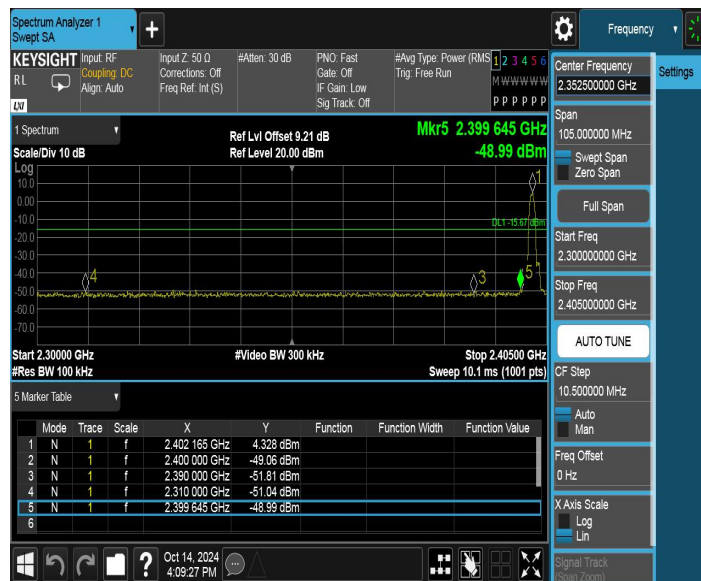 Spectrum Analyzer 1
Swept SA
+
Frequency
KEYSIGHT
RL
LXI
Input: RF
Coupling: DC
Align: Auto
Input Z: 50 Ω
Corrections: Off
Freq Ref: Int (S)
#Atten: 30 dB
PNO: Fast
Gate: Off
IF Gain: Low
Sig Track: Off
#Avg Type: Power (RMS
Trig: Free Run
1 2 3 4 5 6
M W W W W W
P P P P P P
1 Spectrum
Scale/Div 10 dB
Ref Lvl Offset 9.21 dB
Ref Level 20.00 dBm
Mkr5 2.399 645 GHz
-48.99 dBm
Log
10.0
0.00
-10.0
-20.0
-30.0
-40.0
-50.0
-60.0
-70.0
1
DL1 -15.67 dBm
4
3
5
Start 2.30000 GHz
#Video BW 300 kHz
Stop 2.40500 GHz
#Res BW 100 kHz
Sweep 10.1 ms (1001 pts)
5 Marker Table
Mode Trace Scale X Y Function Function Width Function Value
1 N 1 f 2.402 165 GHz 4.328 dBm
2 N 1 f 2.400 000 GHz -49.06 dBm
3 N 1 f 2.390 000 GHz -51.81 dBm
4 N 1 f 2.310 000 GHz -51.04 dBm
5 N 1 f 2.399 645 GHz -48.99 dBm
6
?
Oct 14, 2024
4:09:27 PM
Center Frequency
2.352500000 GHz
Settings
Span
105.000000 MHz
Swept Span
Zero Span
Full Span
Start Freq
2.300000000 GHz
Stop Freq
2.405000000 GHz
AUTO TUNE
CF Step
10.500000 MHz
Auto
Man
Freq Offset
0 Hz
X Axis Scale
Log
Lin
Signal Track
(Span Zoom)